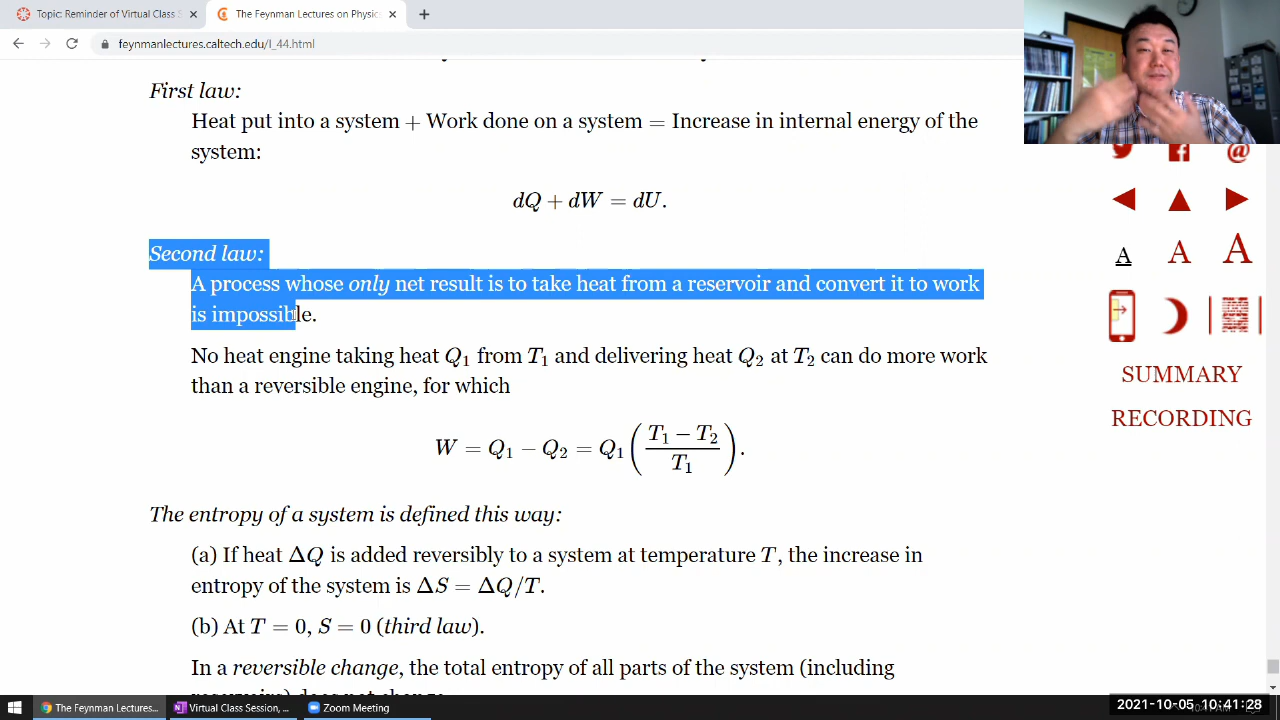 Topic: Reminder of Virtual Class S
The Feynman Lectures on Physic
feynmanlectures.caltech.edu/I_44.html
First law:
Heat put into a system + Work done on a system = Increase in internal energy of the
system:
dQ + dW = dU.
Second law:
A process whose only net result is to take heat from a reservoir and convert it to work
is impossible.
No heat engine taking heat Q₁ from T₁ and delivering heat Q₂ at T₂ can do more work
than a reversible engine, for which
W = Q₁ − Q₂ = Q₁ ( (T₁ − T₂) / T₁ ).
The entropy of a system is defined this way:
(a) If heat ΔQ is added reversibly to a system at temperature T, the increase in
entropy of the system is ΔS = ΔQ/T.
(b) At T = 0, S = 0 (third law).
In a reversible change, the total entropy of all parts of the system (including
@
A A A
SUMMARY
RECORDING
The Feynman Lectures...
Virtual Class Session, ...
Zoom Meeting
2021-10-05 10:41:28